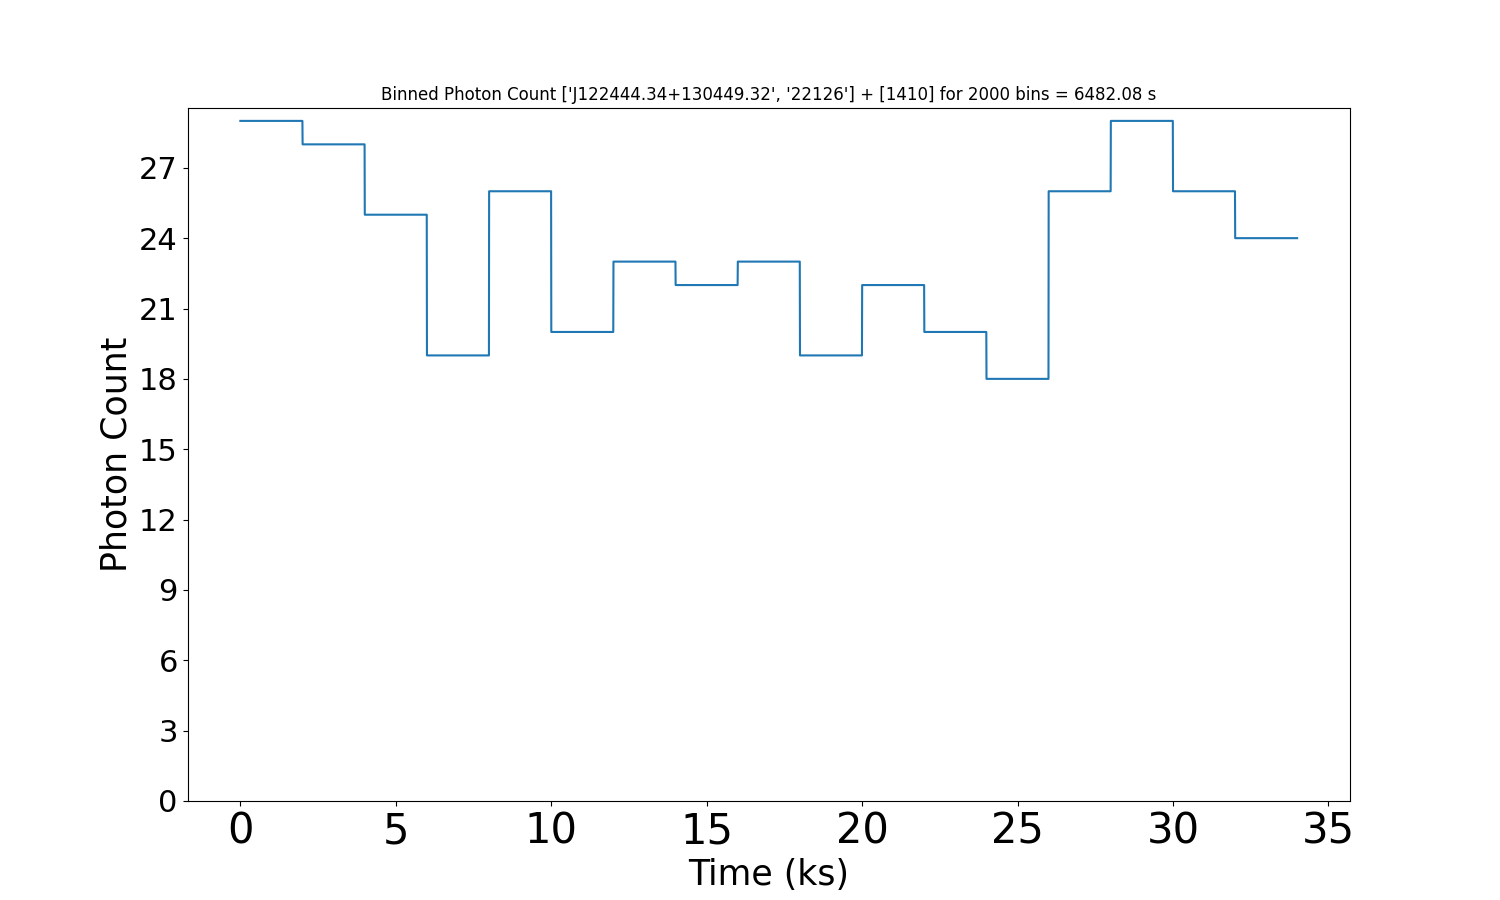 Binned Photon Count ['J122444.34+130449.32', '22126'] + [1410] for 2000 bins = 6482.08 s
27
24
21
18
15
12
9
6
3
0
Photon Count
0 5 10 15 20 25 30 35
Time (ks)